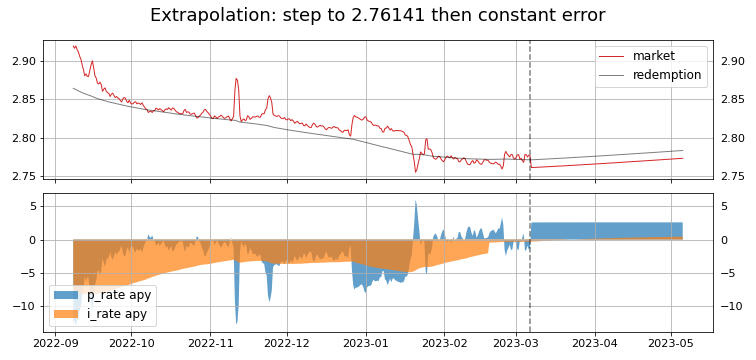 Extrapolation: step to 2.76141 then constant error
2.90 2.90
2.85 2.85
2.80 2.80
2.75 2.75
market
redemption
5 5
0 0
−5 −5
−10 −10
p_rate apy
i_rate apy
2022-09 2022-10 2022-11 2022-12 2023-01 2023-02 2023-03 2023-04 2023-05